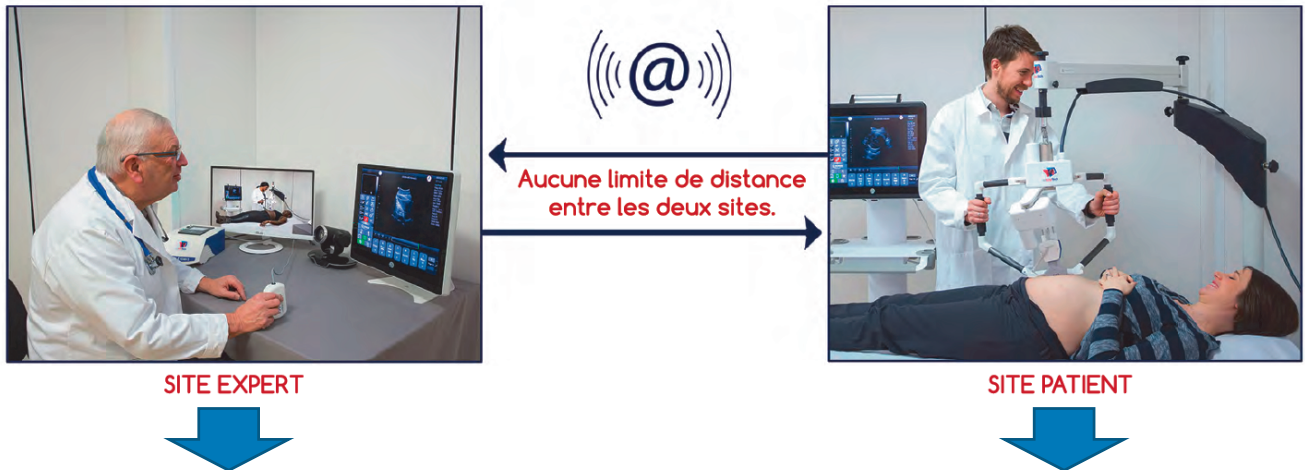 @
Aucune limite de distance
entre les deux sites.
SITE EXPERT
SITE PATIENT